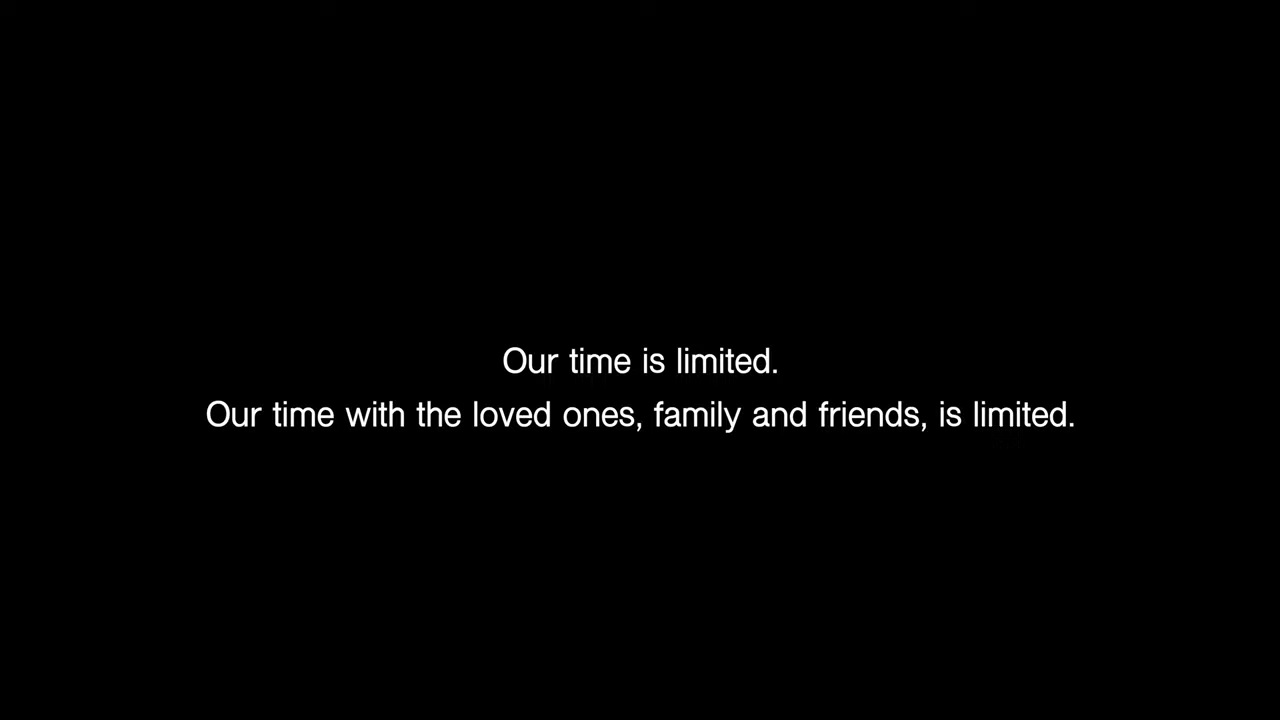 Our time is limited.
Our time with the loved ones, family and friends, is limited.